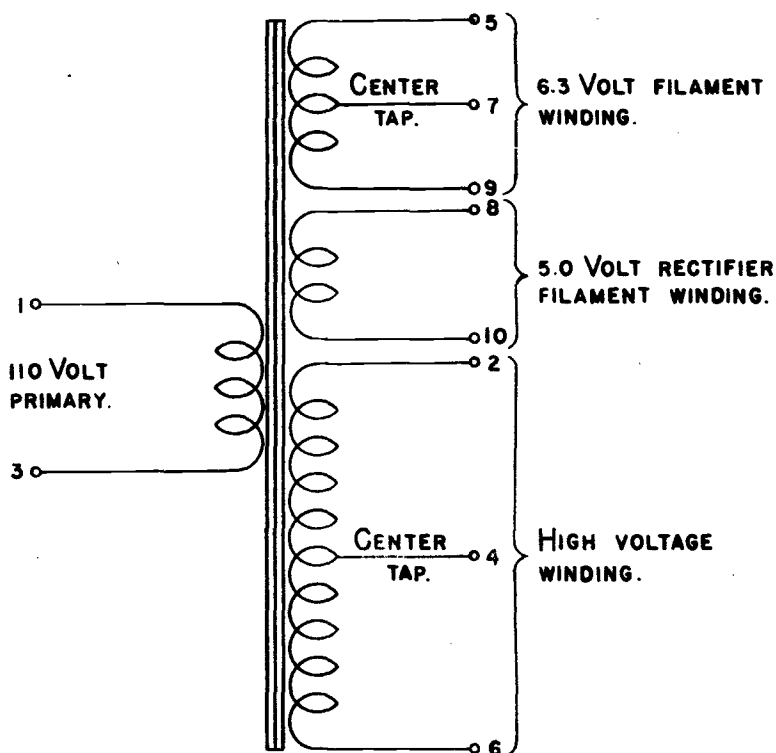 5
CENTER
TAP.
7
6.3 VOLT FILAMENT
WINDING.
9
8
5.0 VOLT RECTIFIER
FILAMENT WINDING.
10
1
110 VOLT
PRIMARY.
3
2
CENTER
TAP.
4
HIGH VOLTAGE
WINDING.
6